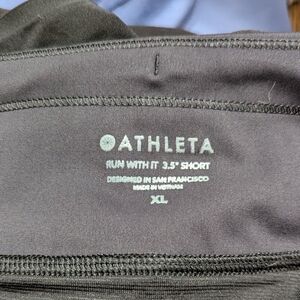 ATHLETA
RUN WITH IT 3.5" SHORT
DESIGNED IN SAN FRANCISCO
MADE IN VIETNAM
XL